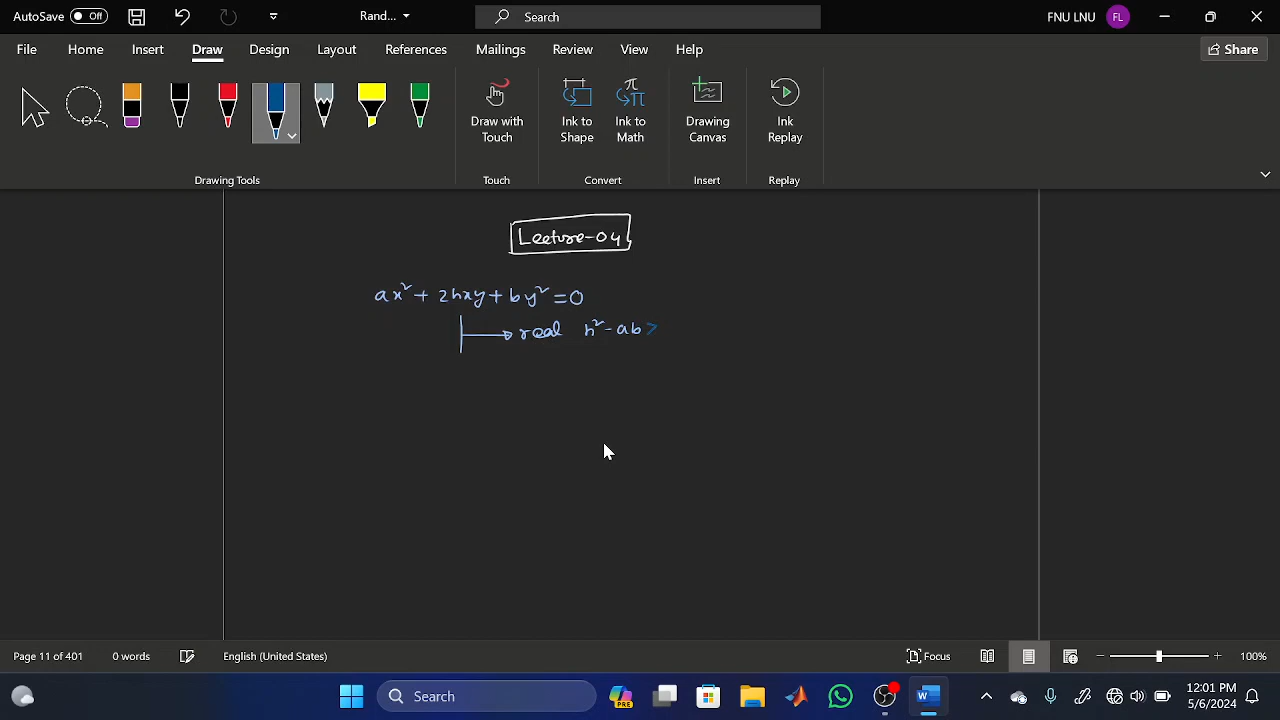 AutoSave Off Rand... Search FNU LNU FL
File Home Insert Draw Design Layout References Mailings Review View Help Share
Draw with Touch
Ink to Shape
Ink to Math
Drawing Canvas
Ink Replay
Drawing Tools Touch Convert Insert Replay
Lecture-04
ax² + 2hxy + by² = 0
real h² - ab >
Page 11 of 401 0 words English (United States) Focus 100%
Search PRE 12:01 PM
5/6/2024